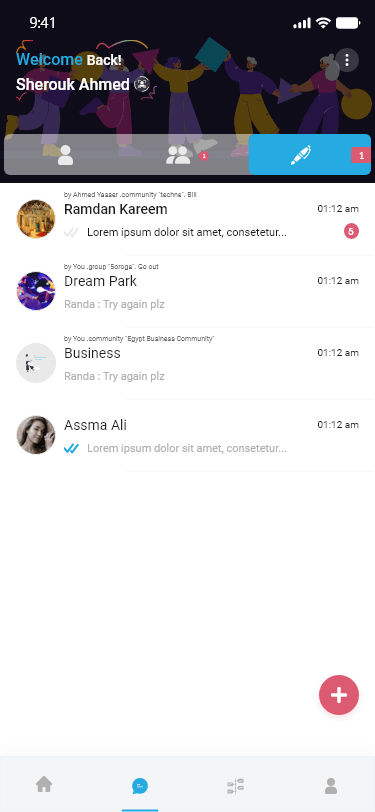 9:41
Welcome Back!
Sherouk Ahmed
1
1
by Ahmed Yasser .community "techne". Bill
Ramdan Kareem
01:12 am
Lorem ipsum dolor sit amet, consetetur...
5
by You .group "5oroga". Go out
Dream Park
01:12 am
Randa : Try again plz
by You .community "Egypt Business Community"
Business
01:12 am
Randa : Try again plz
Assma Ali
01:12 am
Lorem ipsum dolor sit amet, consetetur...